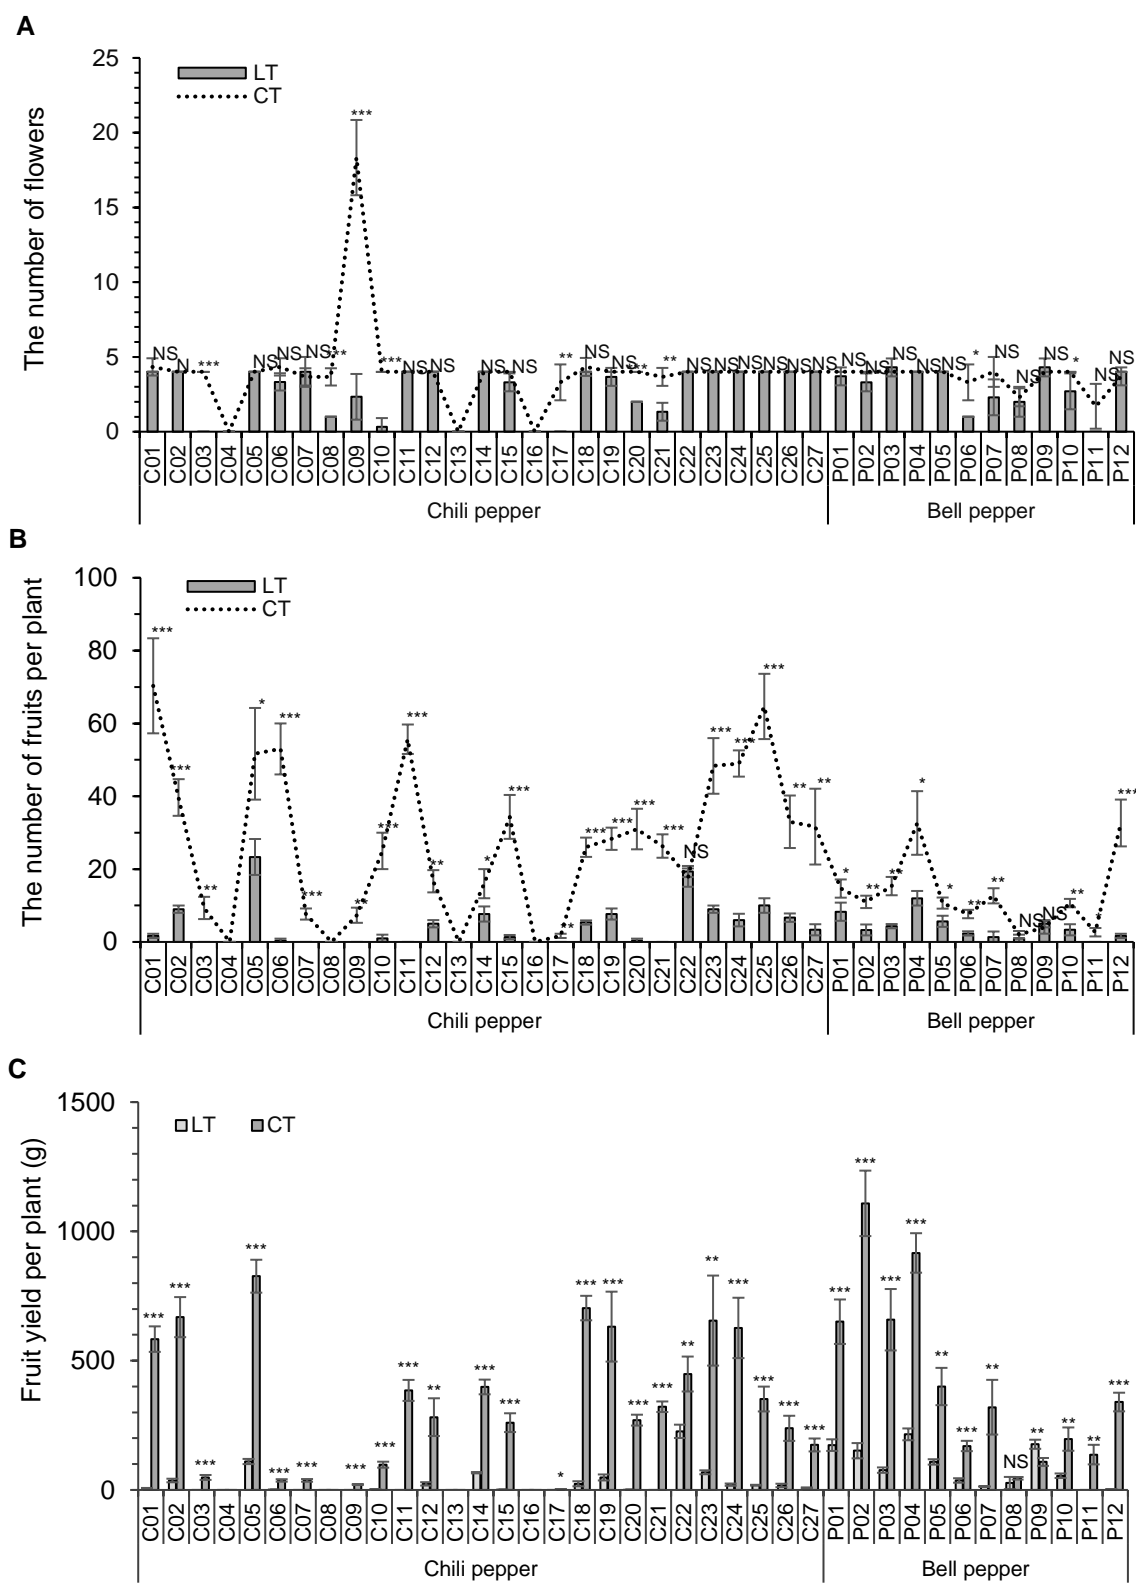 A
25
LT
CT
***
20
15
10
5
0
The number of flowers
NS N *** NS NS NS *** *** NS NS NS NS ** NS NS ** ** NS NS NS NS NS NS NS NS NS NS NS * NS NS NS * NS NS
C01 C02 C03 C04 C05 C06 C07 C08 C09 C10 C11 C12 C13 C14 C15 C16 C17 C18 C19 C20 C21 C22 C23 C24 C25 C26 C27 P01 P02 P03 P04 P05 P06 P07 P08 P09 P10 P11 P12
Chili pepper Bell pepper
B
100
LT
CT
80
60
40
20
0
The number of fruits per plant
*** *** ** * *** *** ** *** *** ** * *** ** *** *** *** *** NS *** *** *** ** ** * ** ** * * ** ** NS NS ** * ***
C01 C02 C03 C04 C05 C06 C07 C08 C09 C10 C11 C12 C13 C14 C15 C16 C17 C18 C19 C20 C21 C22 C23 C24 C25 C26 C27 P01 P02 P03 P04 P05 P06 P07 P08 P09 P10 P11 P12
Chili pepper Bell pepper
C
1500
LT CT
1000
500
0
Fruit yield per plant (g)
*** *** *** *** *** *** *** *** *** ** *** *** * *** *** *** *** ** ** *** *** *** *** *** *** *** *** ** *** ** NS ** ** ** ***
C01 C02 C03 C04 C05 C06 C07 C08 C09 C10 C11 C12 C13 C14 C15 C16 C17 C18 C19 C20 C21 C22 C23 C24 C25 C26 C27 P01 P02 P03 P04 P05 P06 P07 P08 P09 P10 P11 P12
Chili pepper Bell pepper